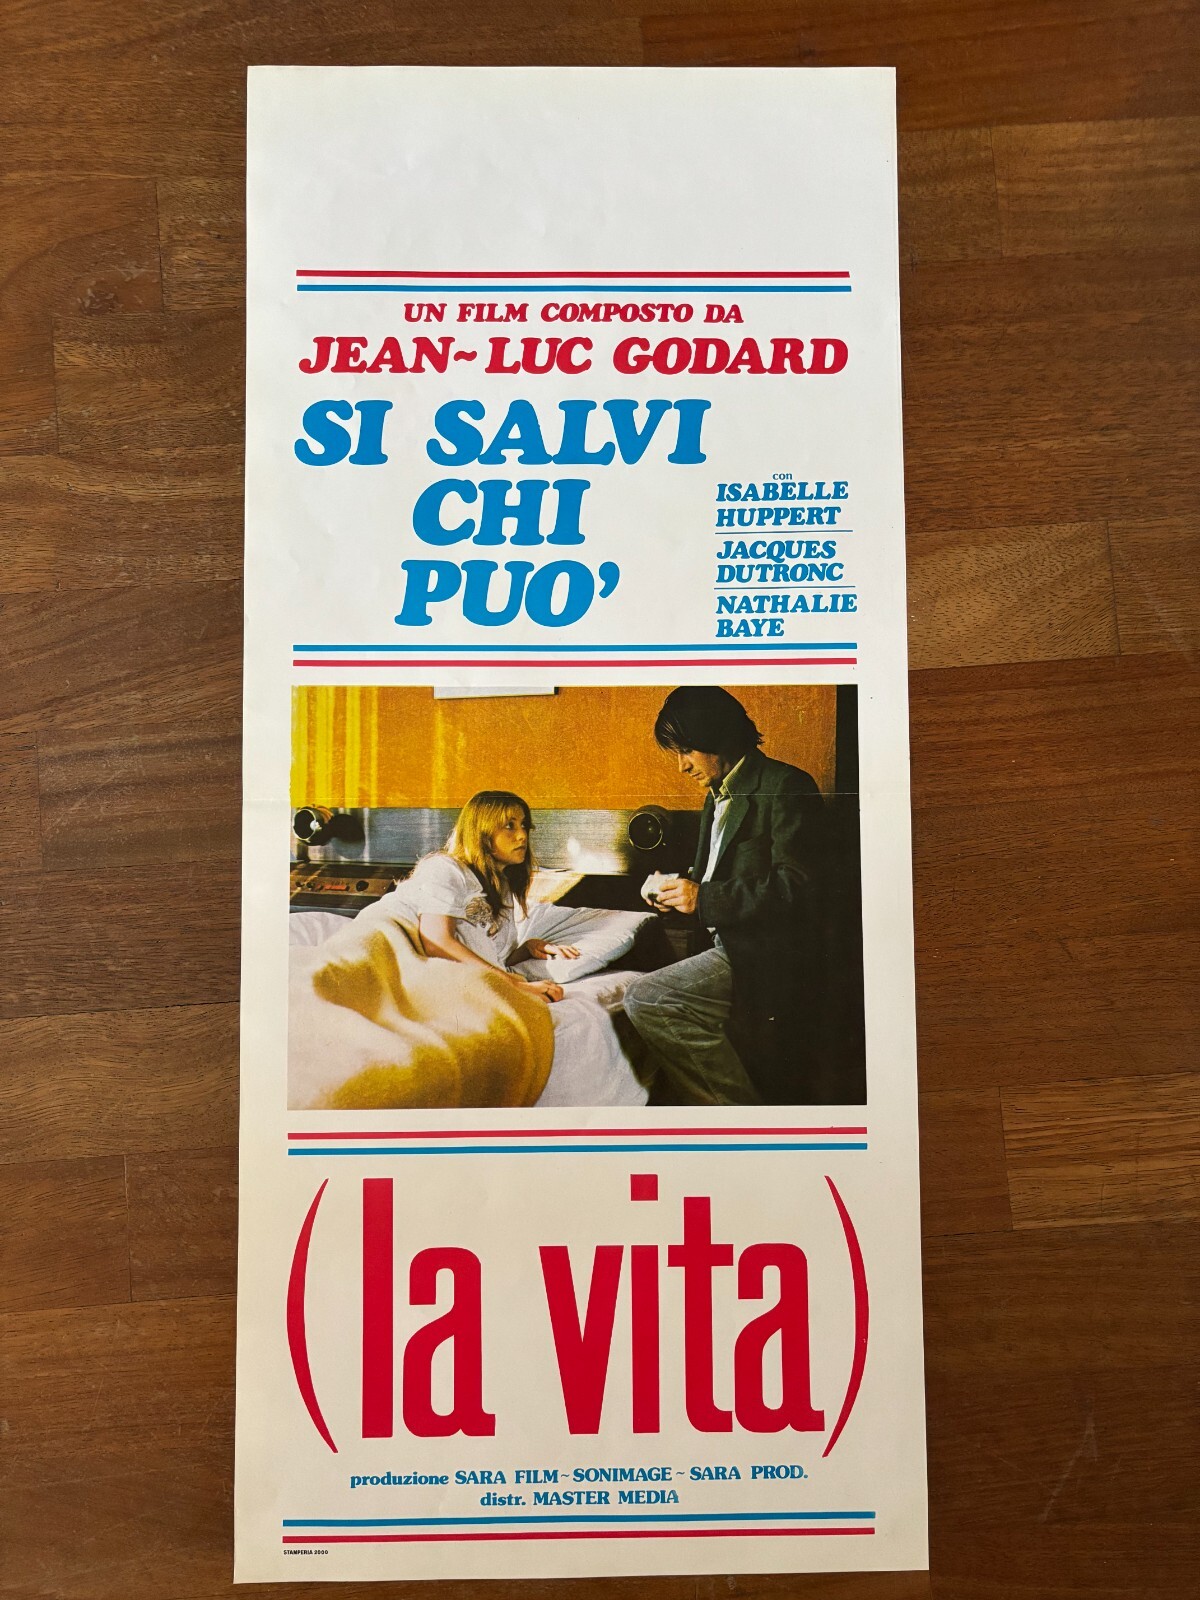 UN FILM COMPOSTO DA
JEAN~LUC GODARD
SI SALVI
CHI
PUO'
con
ISABELLE
HUPPERT
JACQUES
DUTRONC
NATHALIE
BAYE
(la vita)
produzione SARA FILM~SONIMAGE~SARA PROD.
distr. MASTER MEDIA
STAMPERIA 2000